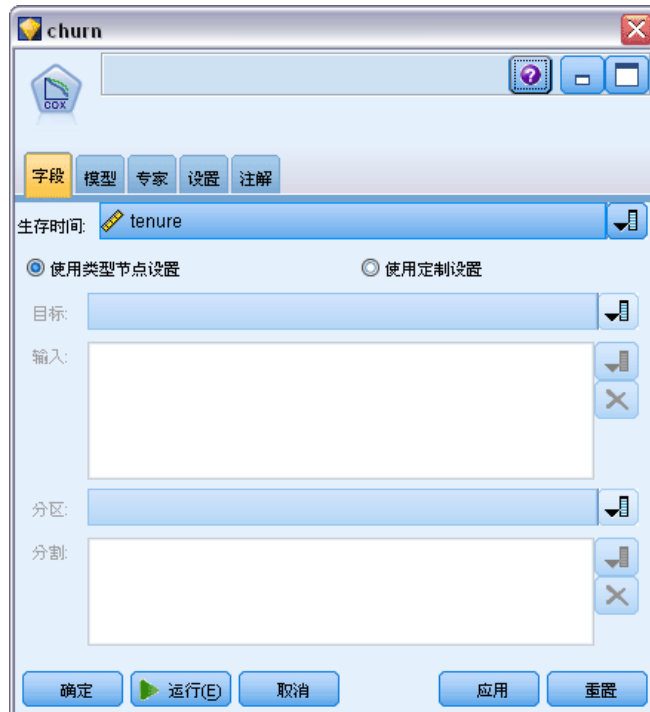 churn
COX
字段 模型 专家 设置 注解
生存时间: tenure
使用类型节点设置 使用定制设置
目标:
输入:
分区:
分割:
确定 运行(E) 取消 应用 重置